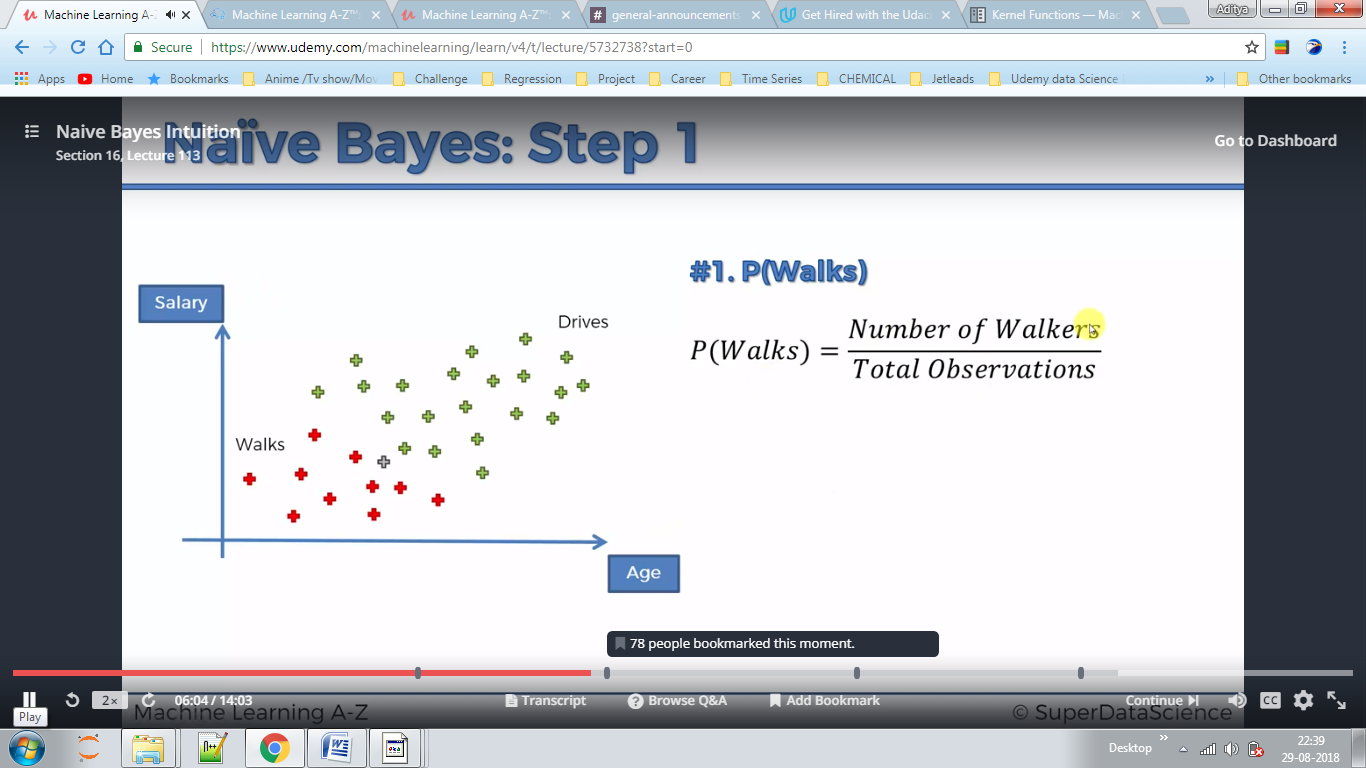 Machine Learning A-Z
Machine Learning A-Z™:
Machine Learning A-Z™:
general-announcements
Get Hired with the Udac
Kernel Functions — Mac
Aditya
Secure
https://www.udemy.com/machinelearning/learn/v4/t/lecture/5732738?start=0
Apps
Home
Bookmarks
Anime /Tv show/Mov
Challenge
Regression
Project
Career
Time Series
CHEMICAL
Jetleads
Udemy data Science
»
Other bookmarks
Naive Bayes Intuition
Section 16, Lecture 113
Go to Dashboard
Naïve Bayes: Step 1
#1. P(Walks)
P(Walks) = Number of Walkers
Total Observations
Salary
Drives
Walks
Age
78 people bookmarked this moment.
2×
06:04 / 14:03
Transcript
Browse Q&A
Add Bookmark
Continue
CC
Play
Machine Learning A-Z
© SuperDataScience
N++
W
Desktop
»
22:39
29-08-2018